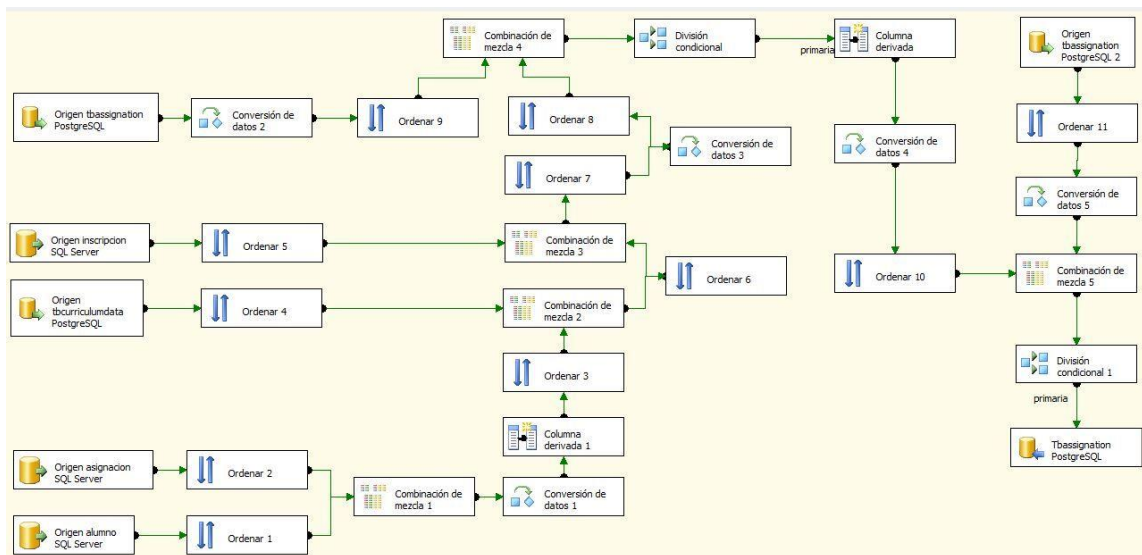 Combinación de
mezcla 4
División
condicional
primaria
Columna
derivada
Origen
tbassignation
PostgreSQL 2
Origen tbassignation
PostgreSQL
Conversión de
datos 2
Ordenar 9
Ordenar 8
Conversión de
datos 3
Conversión de
datos 4
Ordenar 11
Ordenar 7
Conversión de
datos 5
Origen inscripcion
SQL Server
Ordenar 5
Combinación de
mezcla 3
Ordenar 6
Ordenar 10
Combinación de
mezcla 5
Origen
tbcurriculumdata
PostgreSQL
Ordenar 4
Combinación de
mezcla 2
Ordenar 3
División
condicional 1
primaria
Columna
derivada 1
Tbassignation
PostgreSQL
Origen asignacion
SQL Server
Ordenar 2
Combinación de
mezcla 1
Conversión de
datos 1
Origen alumno
SQL Server
Ordenar 1